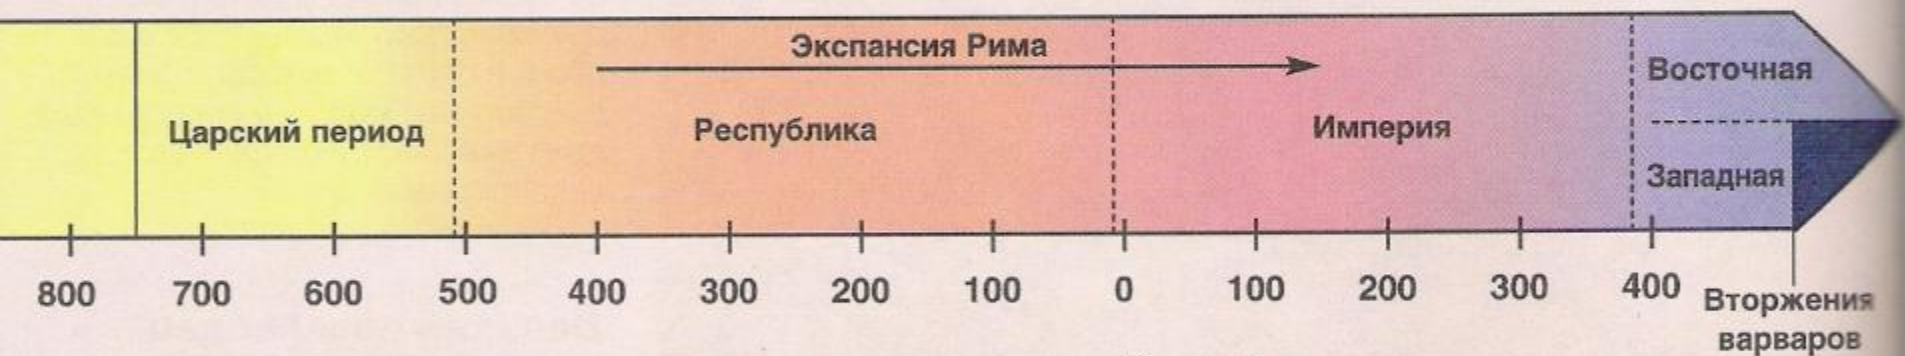 Экспансия Рима
Восточная
Царский период
Республика
Империя
Западная
800 700 600 500 400 300 200 100 0 100 200 300 400
Вторжения
варваров